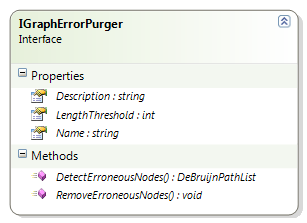 IGraphErrorPurger
Interface
Properties
Description : string
LengthThreshold : int
Name : string
Methods
DetectErroneousNodes() : DeBruijnPathList
RemoveErroneousNodes() : void